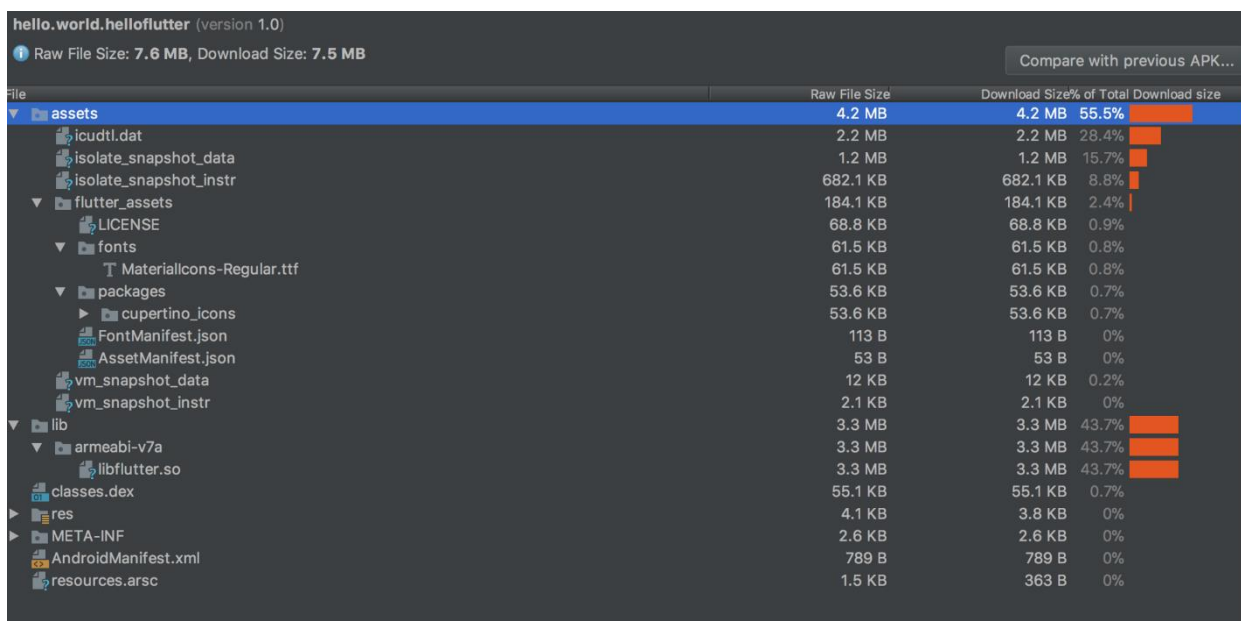 hello.world.helloflutter (version 1.0)
Raw File Size: 7.6 MB, Download Size: 7.5 MB
Compare with previous APK...
File Raw File Size Download Size% of Total Download size
assets 4.2 MB 4.2 MB 55.5%
icudtl.dat 2.2 MB 2.2 MB 28.4%
isolate_snapshot_data 1.2 MB 1.2 MB 15.7%
isolate_snapshot_instr 682.1 KB 682.1 KB 8.8%
flutter_assets 184.1 KB 184.1 KB 2.4%
LICENSE 68.8 KB 68.8 KB 0.9%
fonts 61.5 KB 61.5 KB 0.8%
MaterialIcons-Regular.ttf 61.5 KB 61.5 KB 0.8%
packages 53.6 KB 53.6 KB 0.7%
cupertino_icons 53.6 KB 53.6 KB 0.7%
FontManifest.json 113 B 113 B 0%
AssetManifest.json 53 B 53 B 0%
vm_snapshot_data 12 KB 12 KB 0.2%
vm_snapshot_instr 2.1 KB 2.1 KB 0%
lib 3.3 MB 3.3 MB 43.7%
armeabi-v7a 3.3 MB 3.3 MB 43.7%
libflutter.so 3.3 MB 3.3 MB 43.7%
classes.dex 55.1 KB 55.1 KB 0.7%
res 4.1 KB 3.8 KB 0%
META-INF 2.6 KB 2.6 KB 0%
AndroidManifest.xml 789 B 789 B 0%
resources.arsc 1.5 KB 363 B 0%